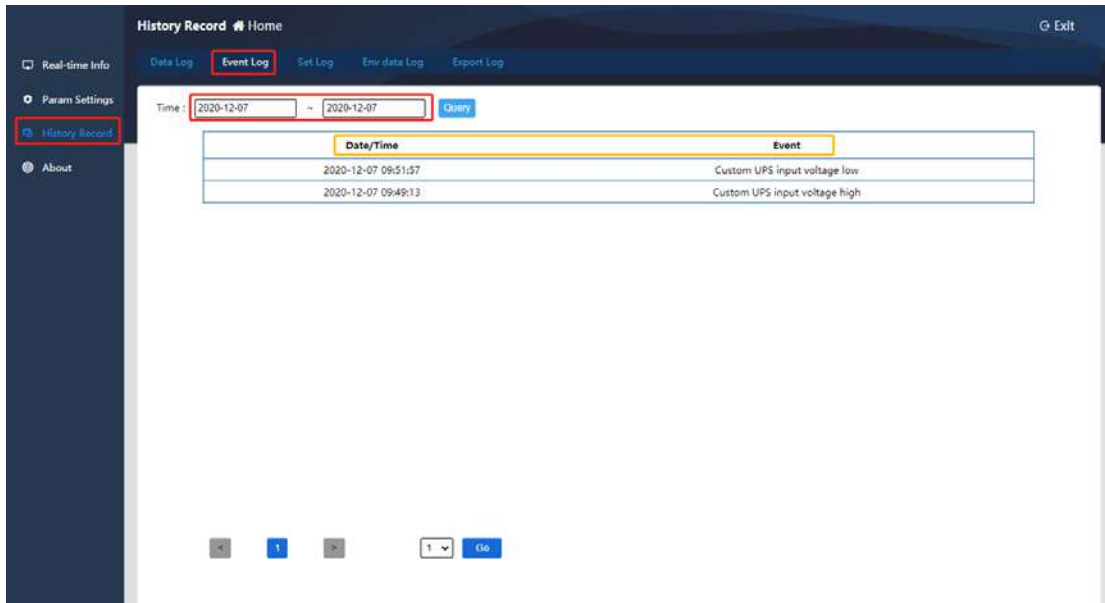 History Record Home
Exit
Real-time Info
Param Settings
History Record
About
Data Log Event Log Set Log Env data Log Export Log
Time : 2020-12-07 ~ 2020-12-07 Query
Date/Time Event
2020-12-07 09:51:57 Custom UPS input voltage low
2020-12-07 09:49:13 Custom UPS input voltage high
< 1 > 1 Go